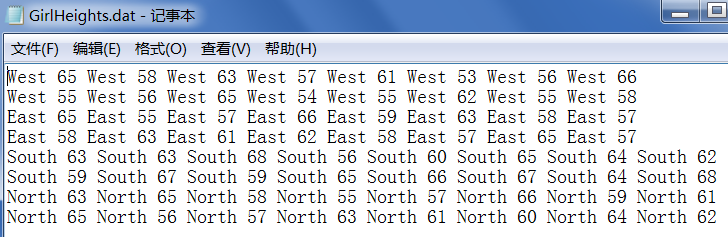 GirlHeights.dat - 记事本
文件(F) 编辑(E) 格式(O) 查看(V) 帮助(H)
West 65 West 58 West 63 West 57 West 61 West 53 West 56 West 66
West 55 West 56 West 65 West 54 West 55 West 62 West 55 West 58
East 65 East 55 East 57 East 66 East 59 East 63 East 58 East 57
East 58 East 63 East 61 East 62 East 58 East 57 East 65 East 57
South 63 South 63 South 68 South 56 South 60 South 65 South 64 South 62
South 59 South 67 South 59 South 65 South 66 South 67 South 64 South 68
North 63 North 65 North 58 North 55 North 57 North 66 North 59 North 61
North 65 North 56 North 57 North 63 North 61 North 60 North 64 North 62